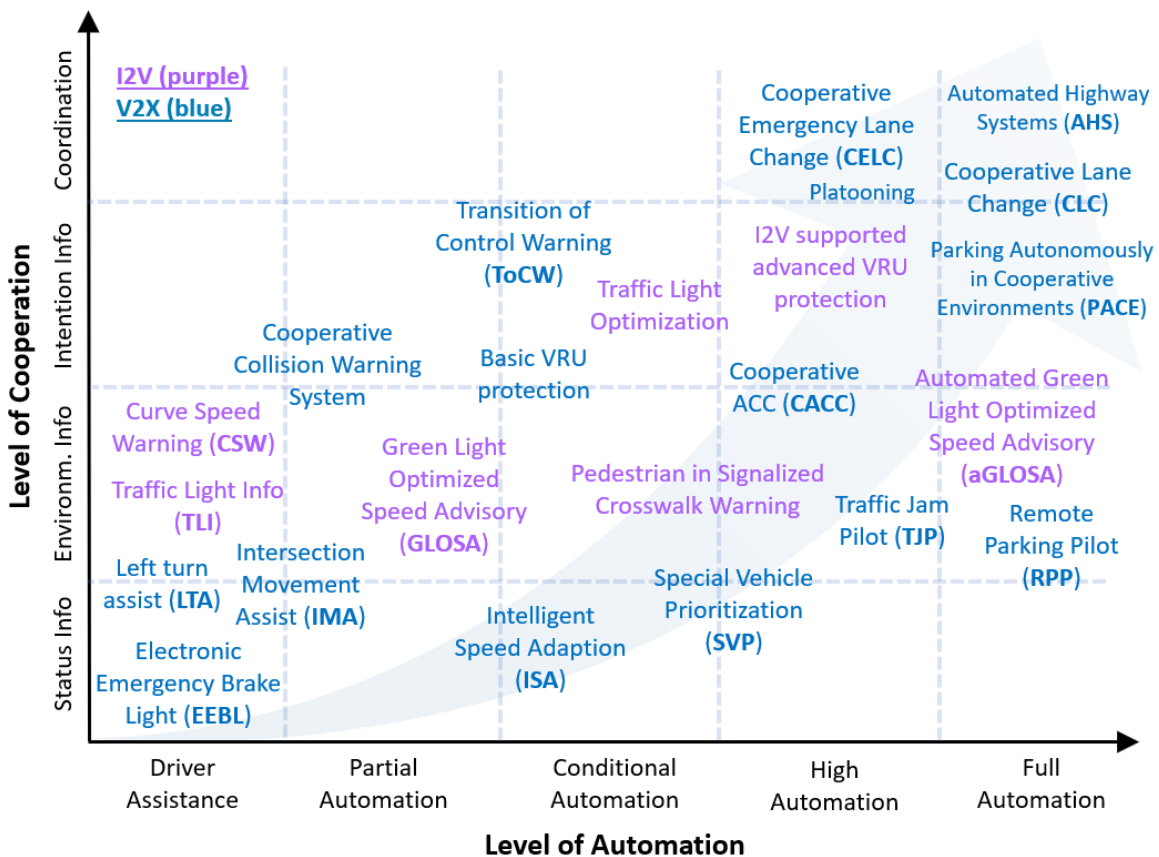 I2V (purple)
V2X (blue)
Level of Cooperation
Coordination
Intention Info
Environm. Info
Status Info
Cooperative
Emergency Lane
Change (CELC)
Platooning
Automated Highway
Systems (AHS)
Cooperative Lane
Change (CLC)
Transition of
Control Warning
(ToCW)
Traffic Light
Optimization
I2V supported
advanced VRU
protection
Parking Autonomously
in Cooperative
Environments (PACE)
Cooperative
Collision Warning
System
Basic VRU
protection
Cooperative
ACC (CACC)
Automated Green
Light Optimized
Speed Advisory
(aGLOSA)
Curve Speed
Warning (CSW)
Traffic Light Info
(TLI)
Green Light
Optimized
Speed Advisory
(GLOSA)
Pedestrian in Signalized
Crosswalk Warning
Traffic Jam
Pilot (TJP)
Remote
Parking Pilot
(RPP)
Left turn
assist (LTA)
Intersection
Movement
Assist (IMA)
Special Vehicle
Prioritization
(SVP)
Intelligent
Speed Adaption
(ISA)
Electronic
Emergency Brake
Light (EEBL)
Driver
Assistance
Partial
Automation
Conditional
Automation
High
Automation
Full
Automation
Level of Automation